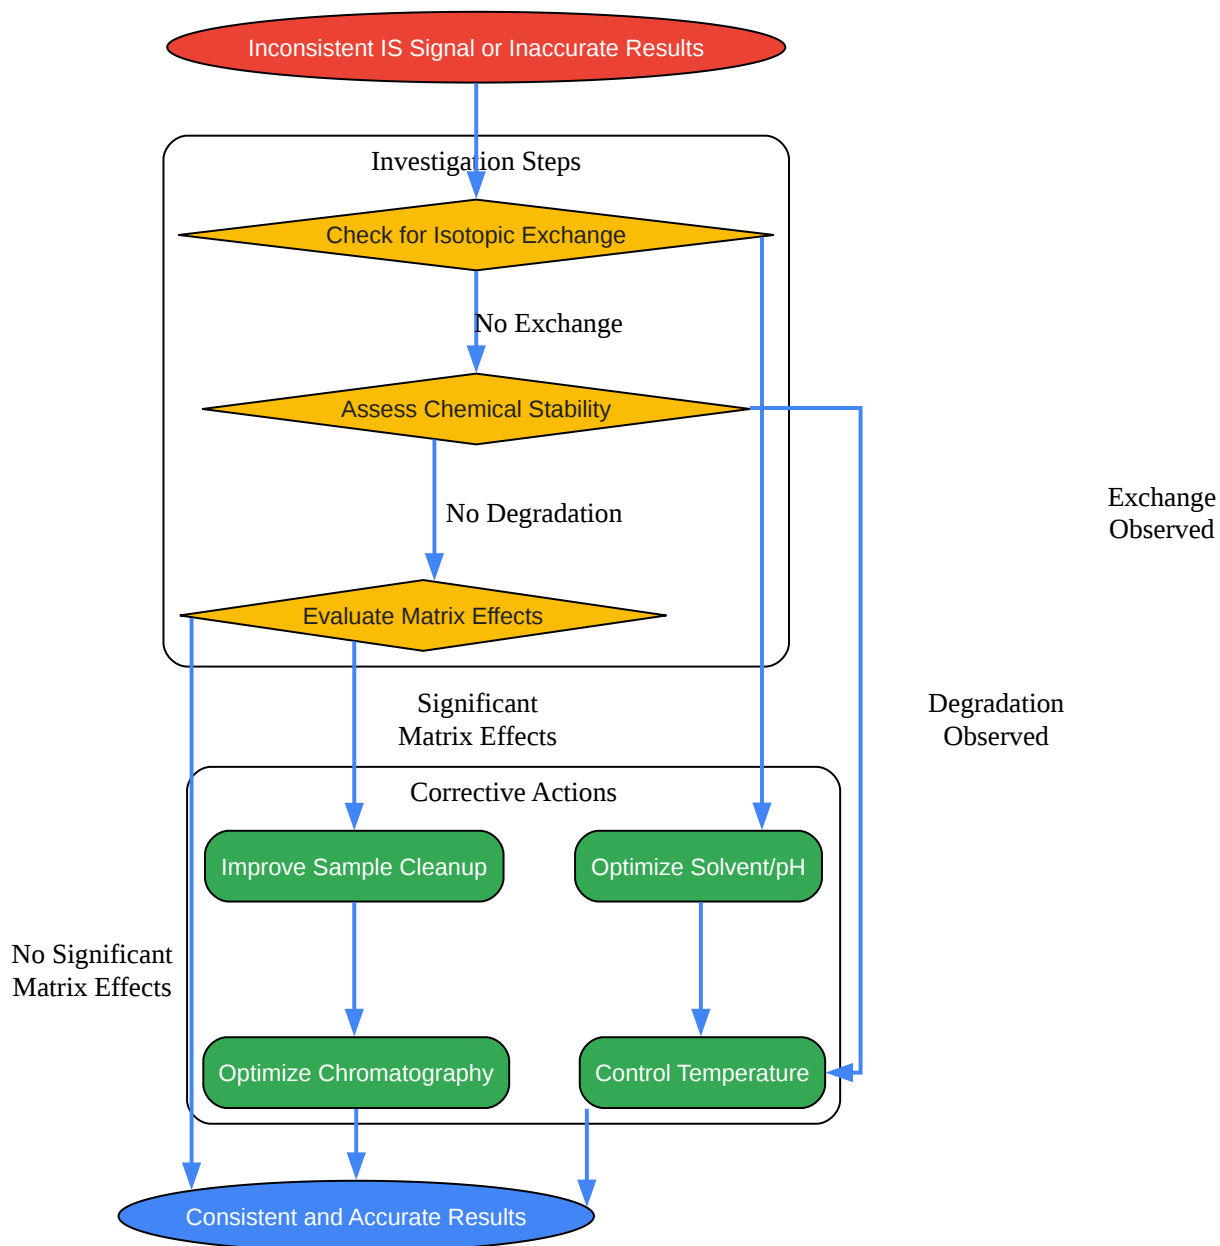 Inconsistent IS Signal or Inaccurate Results
Investigation Steps
Check for Isotopic Exchange
No Exchange
Assess Chemical Stability
Exchange
Observed
No Degradation
Evaluate Matrix Effects
Significant
Matrix Effects
Degradation
Observed
Corrective Actions
Improve Sample Cleanup
Optimize Solvent/pH
No Significant
Matrix Effects
Optimize Chromatography
Control Temperature
Consistent and Accurate Results